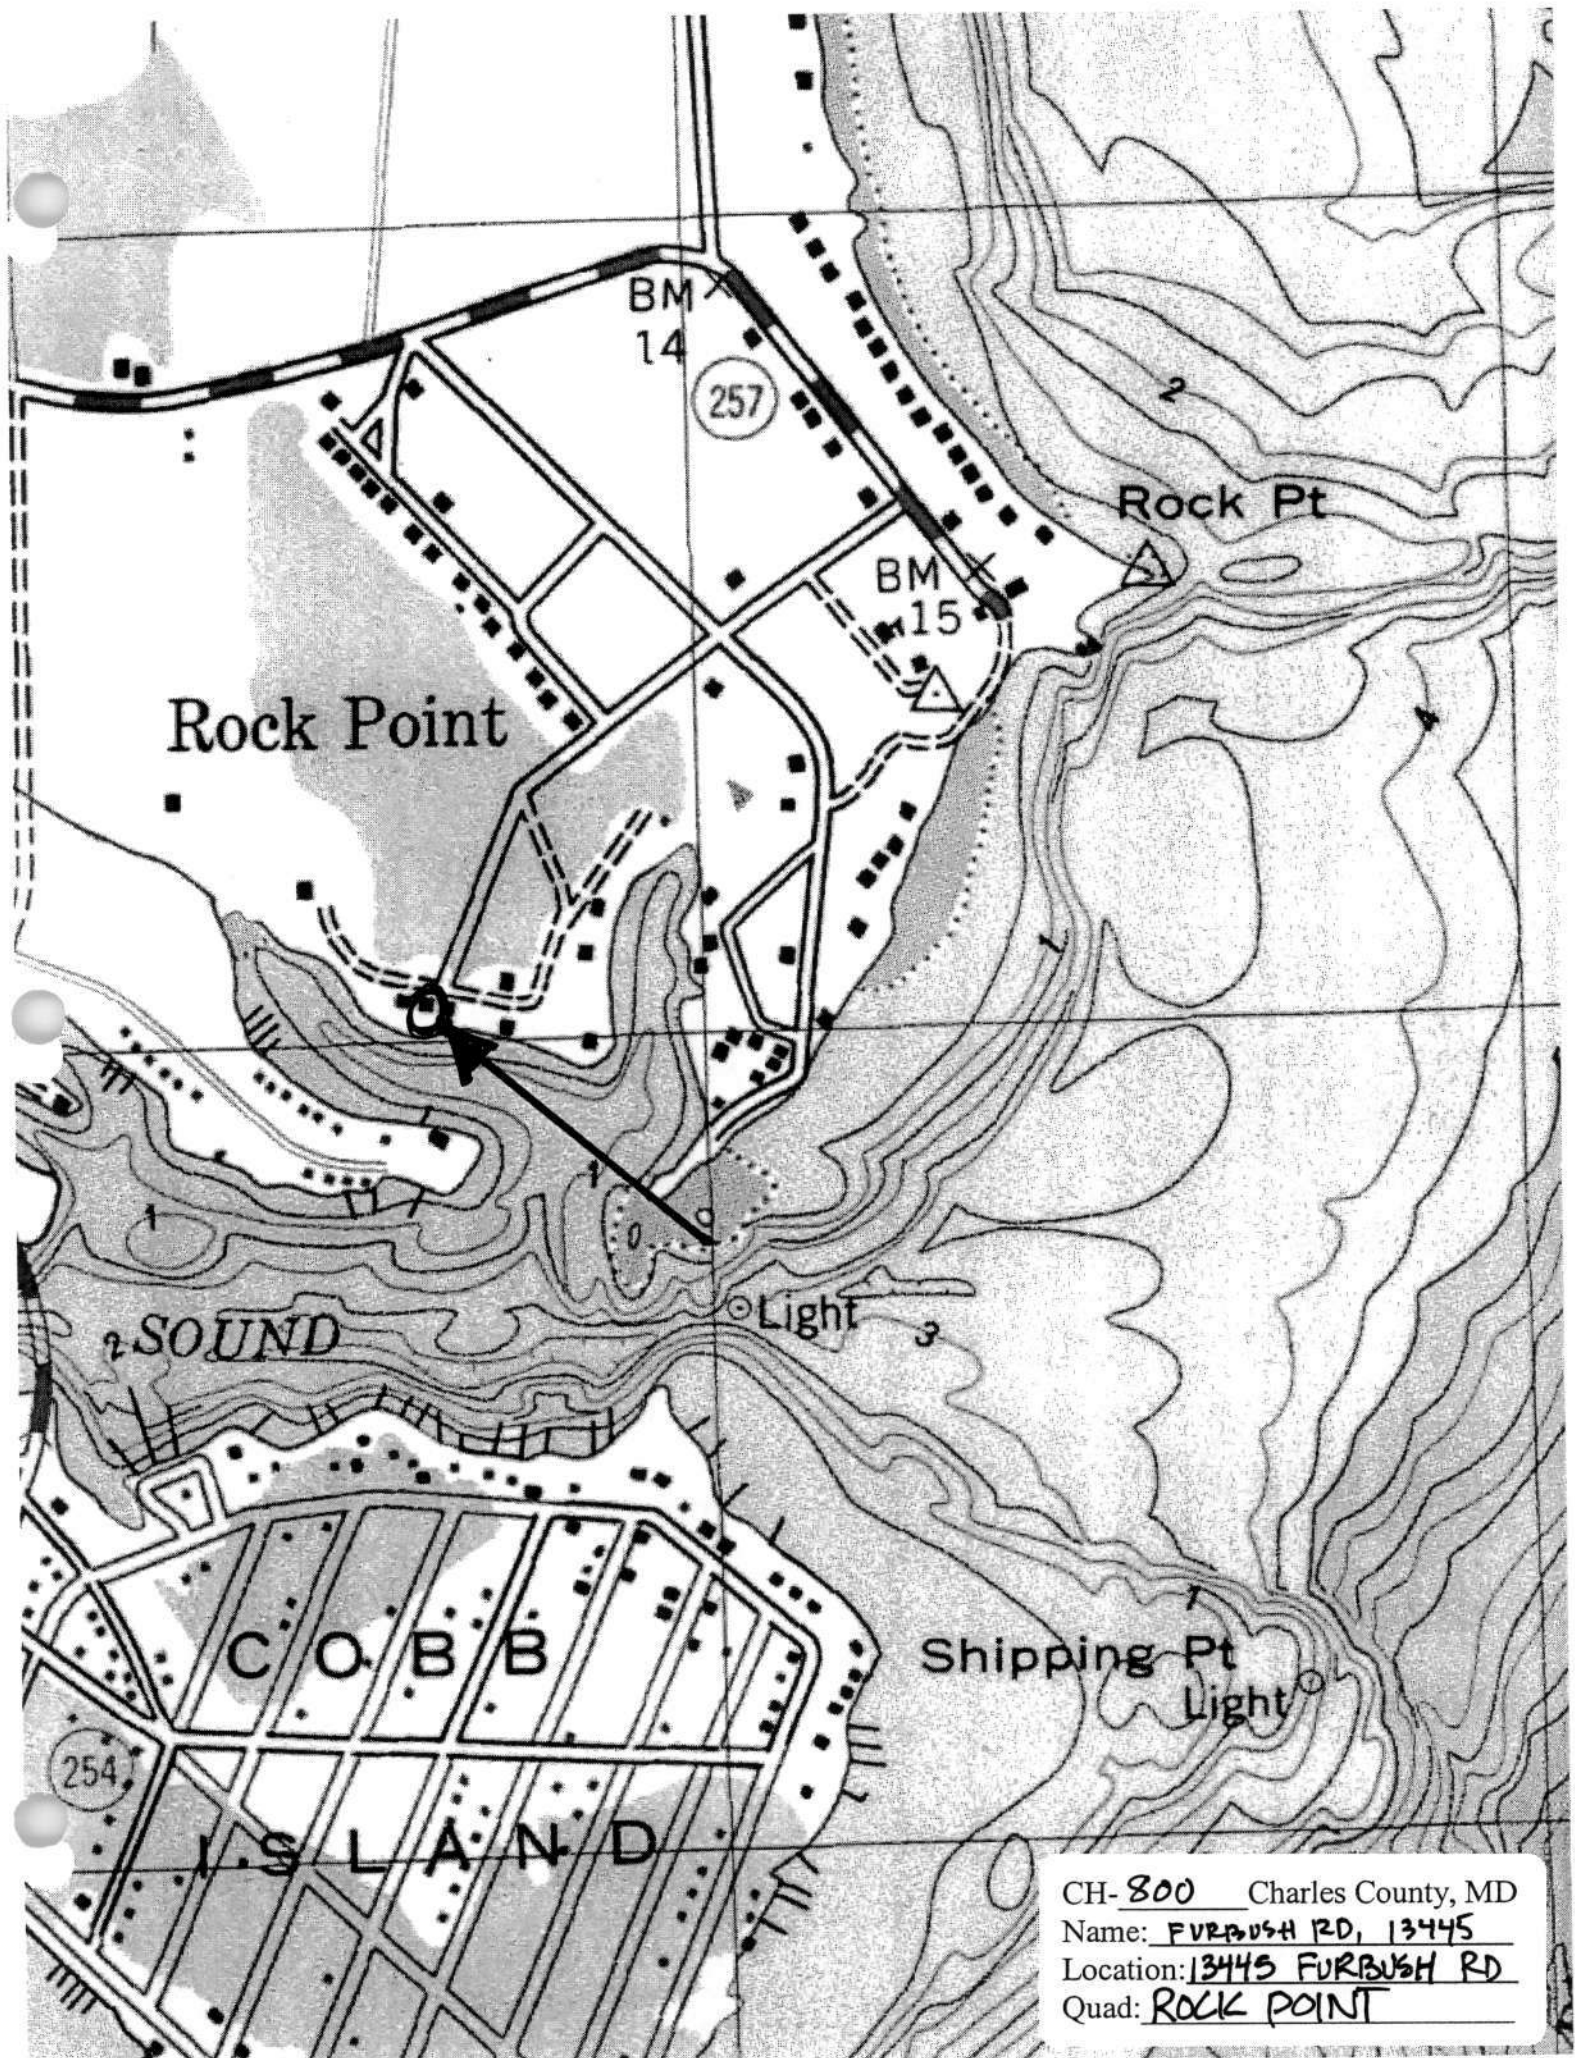 BM
14
257
2
Rock Pt
BM
15
Rock Point
4
1
1
1
1
Light
2 SOUND
3
1
COBB
Shipping Pt
Light
254
ISLAND
CH-800 Charles County, MD
Name: FURBUSH RD, 13445
Location: 13445 FURBUSH RD
Quad: ROCK POINT